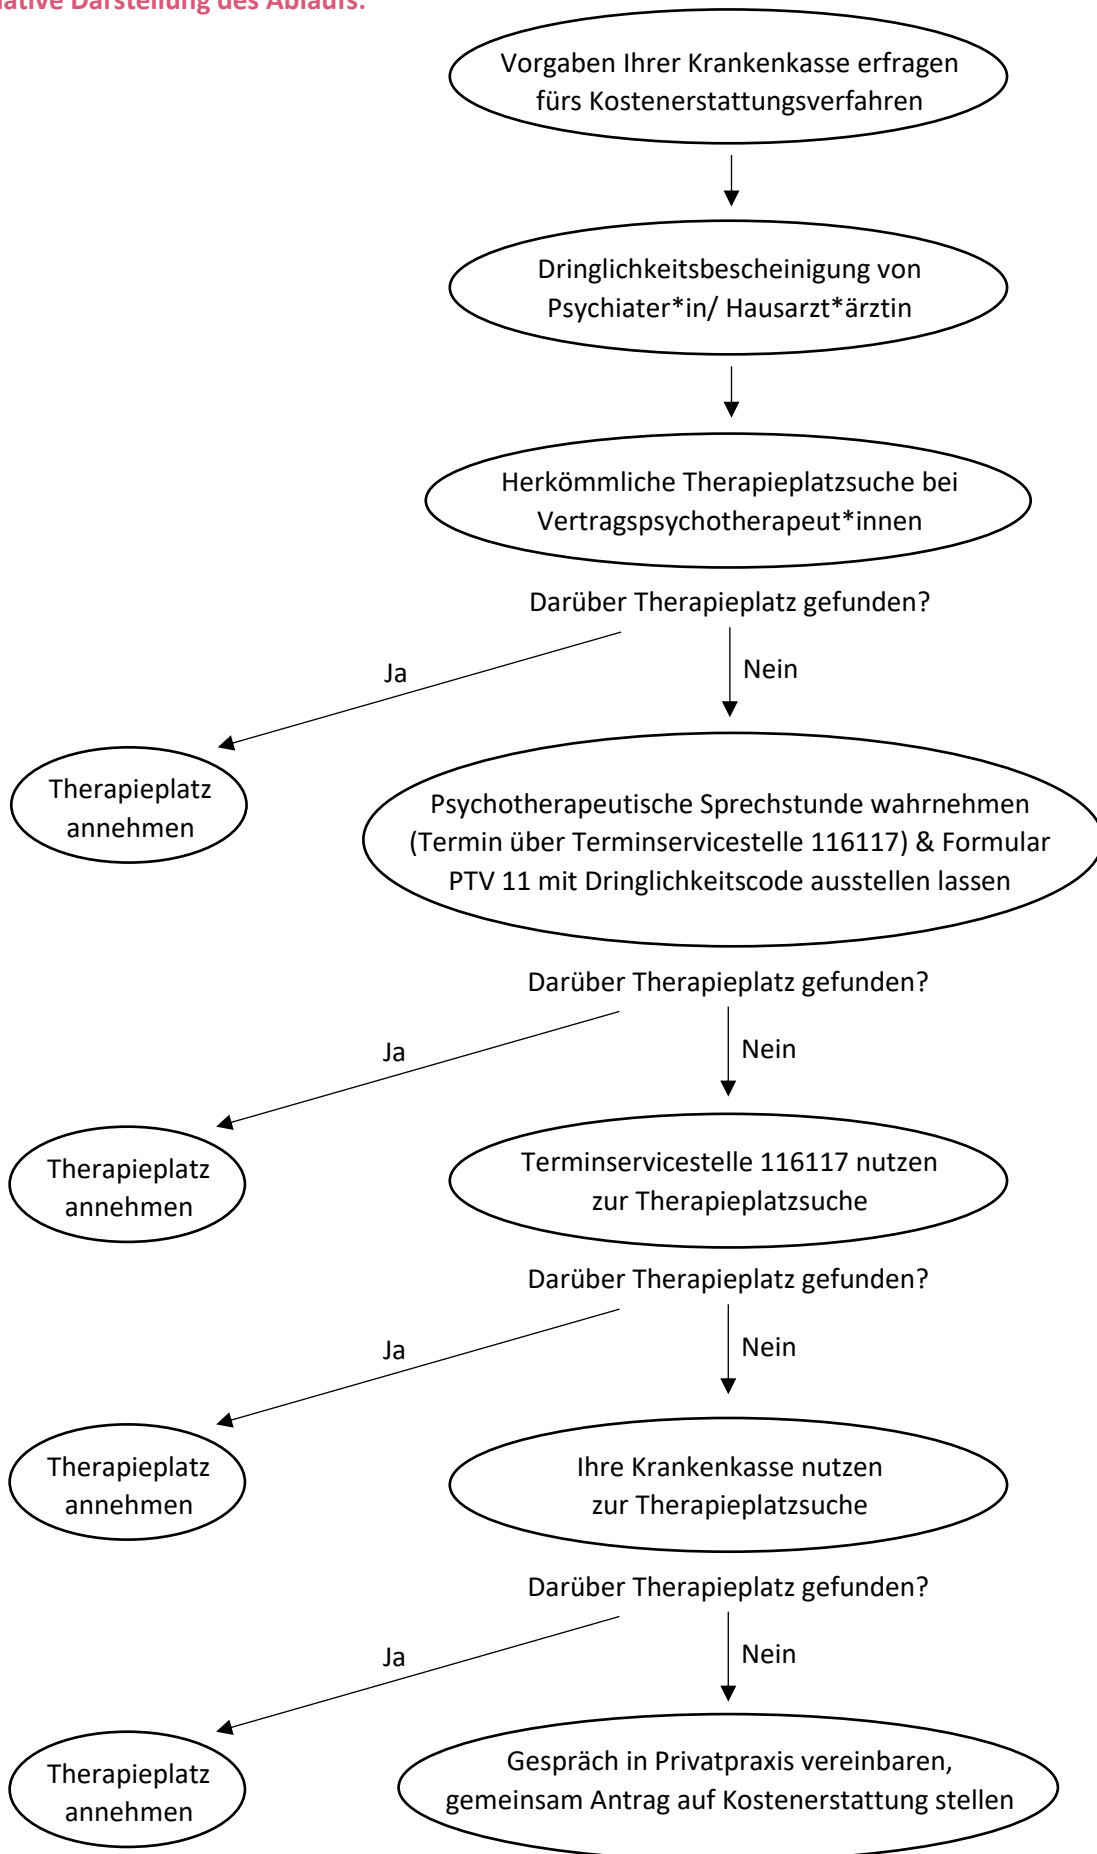 ative Darstellung des Ablaufs:
Vorgaben Ihrer Krankenkasse erfragen
fürs Kostenerstattungsverfahren
Dringlichkeitsbescheinigung von
Psychiater*in/ Hausarzt*ärztin
Herkömmliche Therapieplatzsuche bei
Vertragspsychotherapeut*innen
Darüber Therapieplatz gefunden?
Ja
Nein
Therapieplatz
annehmen
Psychotherapeutische Sprechstunde wahrnehmen
(Termin über Terminservicestelle 116117) & Formular
PTV 11 mit Dringlichkeitscode ausstellen lassen
Darüber Therapieplatz gefunden?
Ja
Nein
Therapieplatz
annehmen
Terminservicestelle 116117 nutzen
zur Therapieplatzsuche
Darüber Therapieplatz gefunden?
Ja
Nein
Therapieplatz
annehmen
Ihre Krankenkasse nutzen
zur Therapieplatzsuche
Darüber Therapieplatz gefunden?
Ja
Nein
Therapieplatz
annehmen
Gespräch in Privatpraxis vereinbaren,
gemeinsam Antrag auf Kostenerstattung stellen